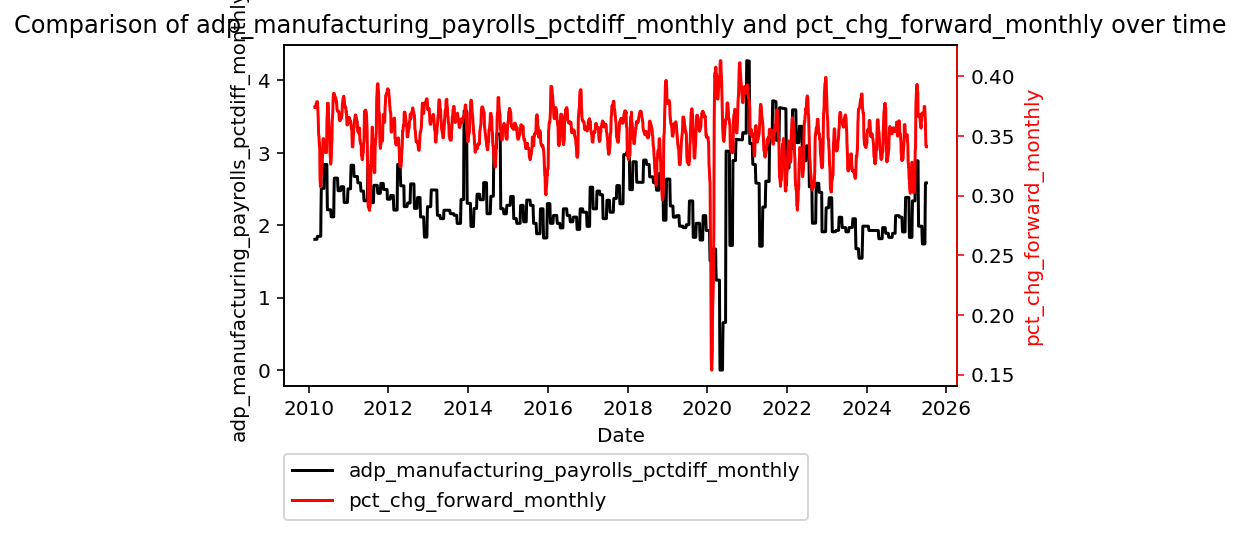 Comparison of adp_manufacturing_payrolls_pctdiff_monthly and pct_chg_forward_monthly over time
adp_manufacturing_payrolls_pctdiff_monthly
4
3
2
1
0
0.40
0.35
0.30
0.25
0.20
0.15
pct_chg_forward_monthly
2010 2012 2014 2016 2018 2020 2022 2024 2026
Date
adp_manufacturing_payrolls_pctdiff_monthly
pct_chg_forward_monthly